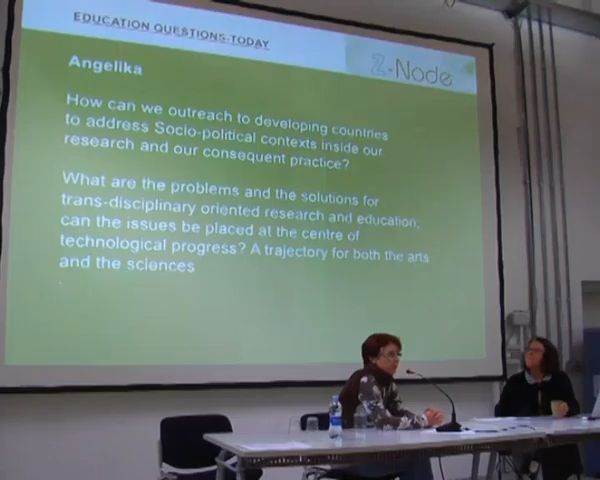 EDUCATION QUESTIONS-TODAY
Z-Node
Angelika
How can we outreach to developing countries
to address Socio-political contexts inside our
research and our consequent practice?
What are the problems and the solutions for
trans-disciplinary oriented research and education,
can the issues be placed at the centre of
technological progress? A trajectory for both the arts
and the sciences